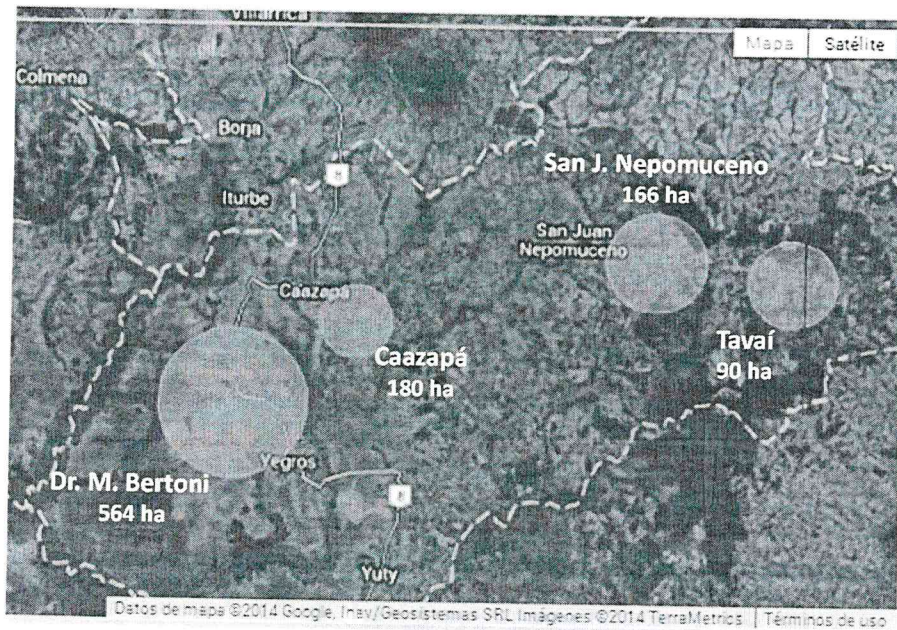 Villarrica
Mapa
Satélite
Colmena
Borja
San J. Nepomuceno
166 ha
8
Iturbe
San Juan
Nepomuceno
Caazapá
Caazapá
180 ha
Tavaí
90 ha
Yegros
Dr. M. Bertoni
564 ha
8
Yuty
Datos de mapa ©2014 Google, Inav/Geosistemas SRL Imágenes ©2014 TerraMetrics
Términos de uso